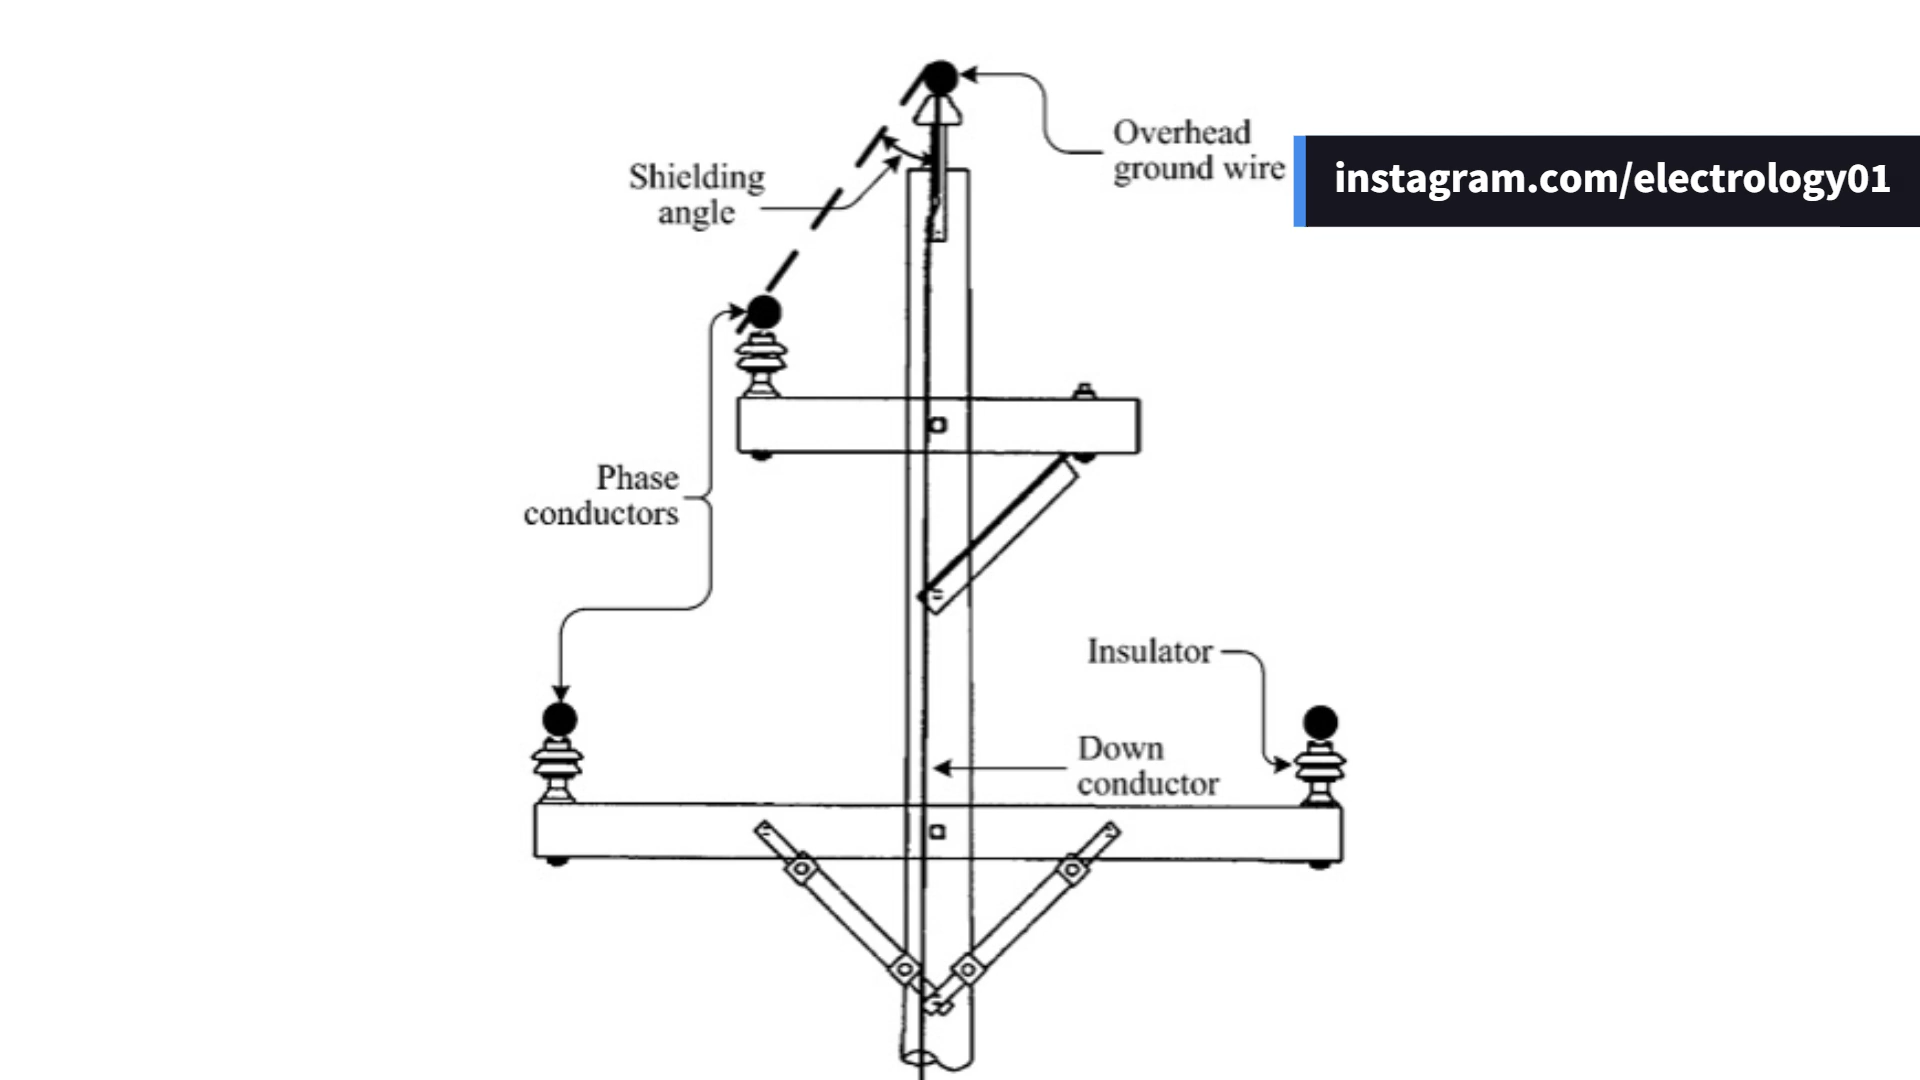 Overhead
ground wire
instagram.com/electrology01
Shielding
angle
Phase
conductors
Insulator
Down
conductor